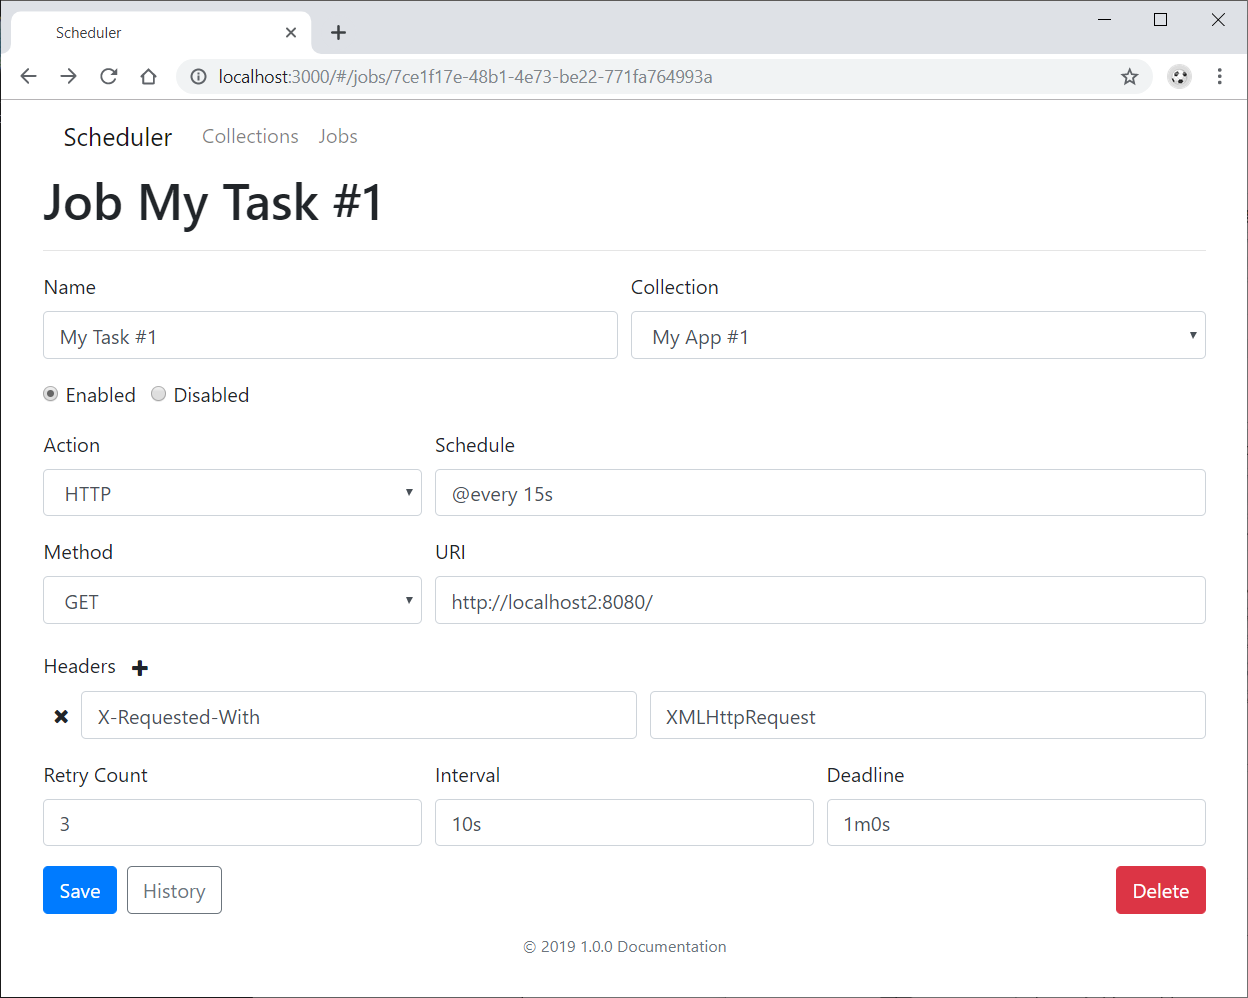 Scheduler
localhost:3000/#/jobs/7ce1f17e-48b1-4e73-be22-771fa764993a
Scheduler Collections Jobs
Job My Task #1
Name Collection
My Task #1 My App #1
Enabled Disabled
Action Schedule
HTTP @every 15s
Method URI
GET http://localhost2:8080/
Headers
X-Requested-With XMLHttpRequest
Retry Count Interval Deadline
3 10s 1m0s
Save History Delete
© 2019 1.0.0 Documentation